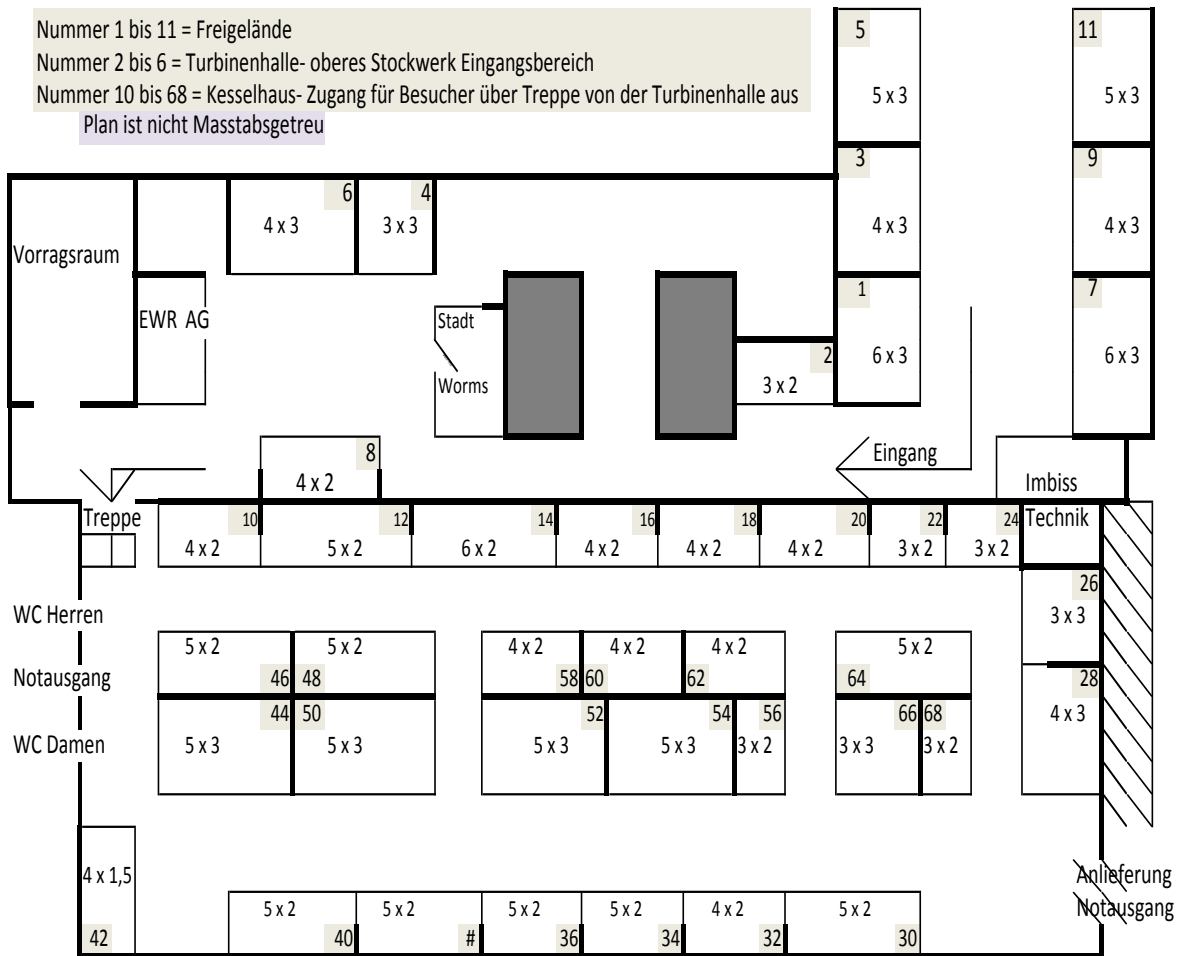 Nummer 1 bis 11 = Freigelände
Nummer 2 bis 6 = Turbinenhalle- oberes Stockwerk Eingangsbereich
Nummer 10 bis 68 = Kesselhaus- Zugang für Besucher über Treppe von der Turbinenhalle aus
Plan ist nicht Masstabsgetreu
5
5 x 3
11
5 x 3
3
4 x 3
9
4 x 3
6
4 x 3
4
3 x 3
Vorragsraum
EWR AG
Stadt
Worms
1
6 x 3
7
6 x 3
2
3 x 2
8
4 x 2
Eingang
Imbiss
Treppe
10
4 x 2
12
5 x 2
14
6 x 2
16
4 x 2
18
4 x 2
20
4 x 2
22
3 x 2
24
3 x 2
Technik
26
3 x 3
28
4 x 3
WC Herren
Notausgang
WC Damen
5 x 2
46
5 x 2
48
44
5 x 3
50
5 x 3
4 x 2
58
4 x 2
60
4 x 2
62
52
5 x 3
54
5 x 3
56
3 x 2
5 x 2
64
66
3 x 3
68
3 x 2
4 x 1,5
42
5 x 2
40
5 x 2
#
5 x 2
36
5 x 2
34
4 x 2
32
5 x 2
30
Anlieferung
Notausgang